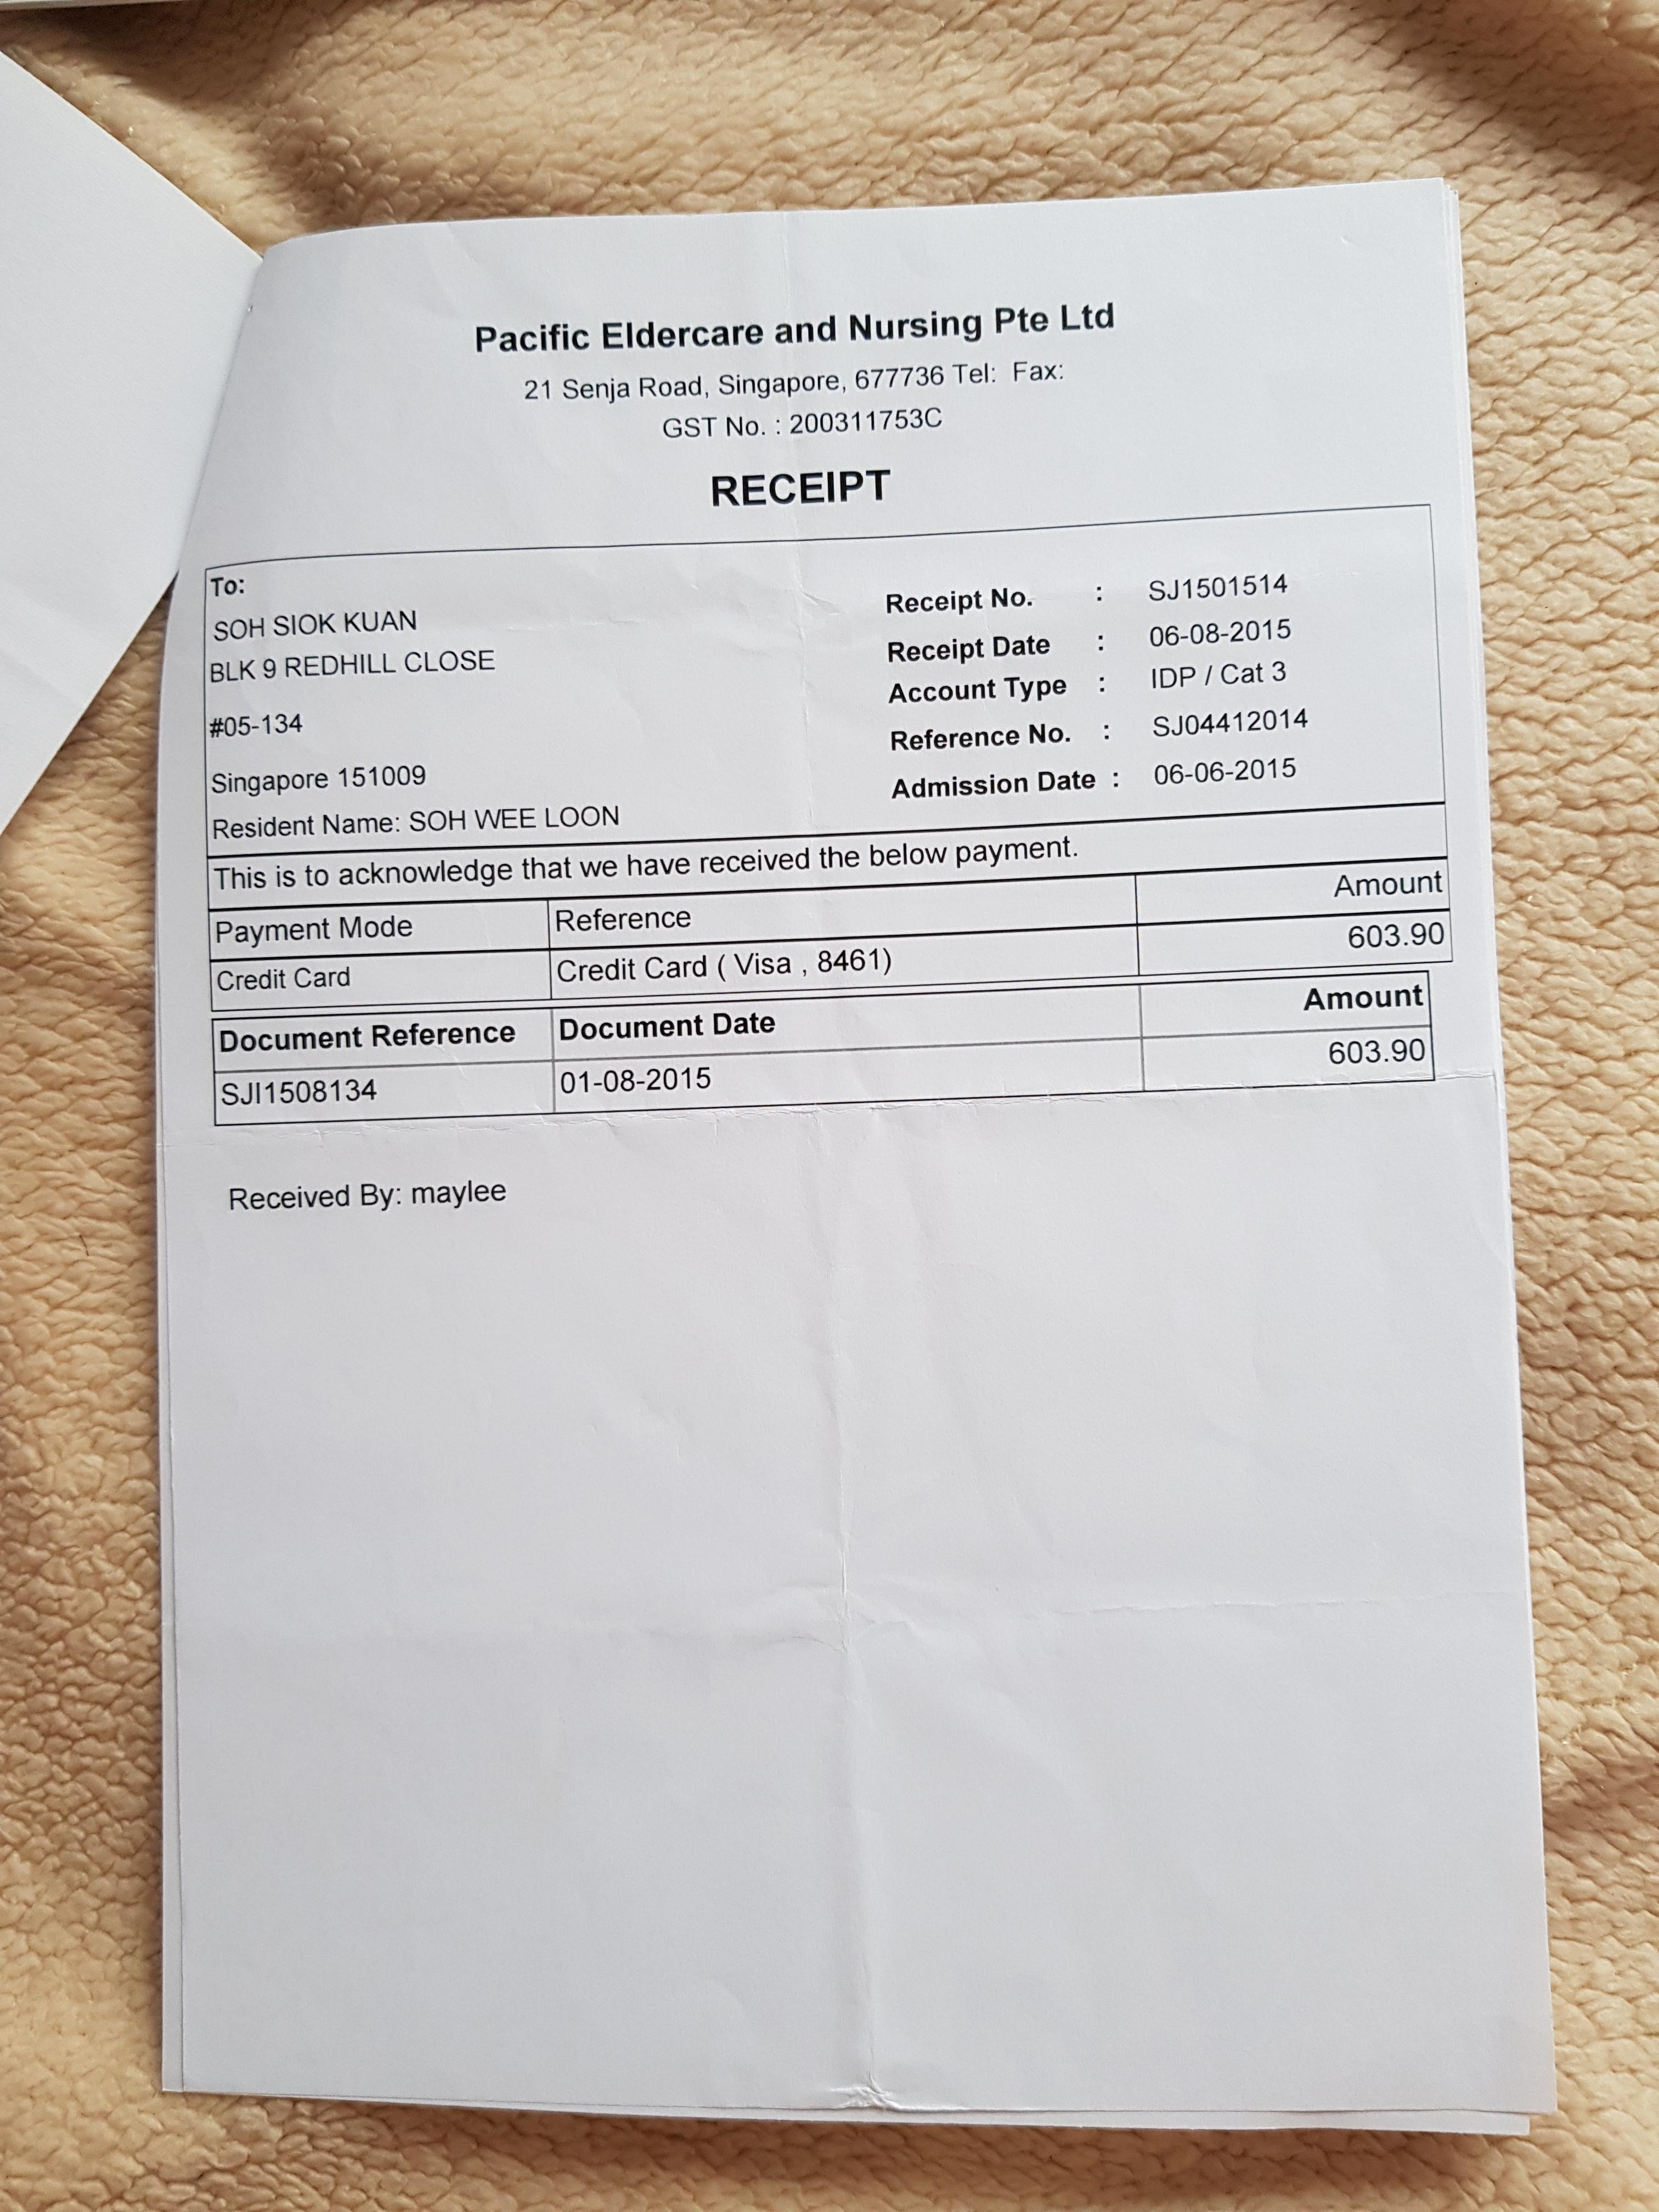 Pacific Eldercare and Nursing Pte Ltd
21 Senja Road, Singapore, 677736 Tel: Fax:
GST No. : 200311753C
RECEIPT
To:
SOH SIOK KUAN
BLK 9 REDHILL CLOSE
#05-134
Singapore 151009
Resident Name: SOH WEE LOON
Receipt No. : SJ1501514
Receipt Date : 06-08-2015
Account Type : IDP / Cat 3
Reference No. : SJ04412014
Admission Date : 06-06-2015
This is to acknowledge that we have received the below payment.
Payment Mode Reference Amount
Credit Card Credit Card ( Visa , 8461) 603.90
Document Reference Document Date Amount
SJI1508134 01-08-2015 603.90
Received By: maylee